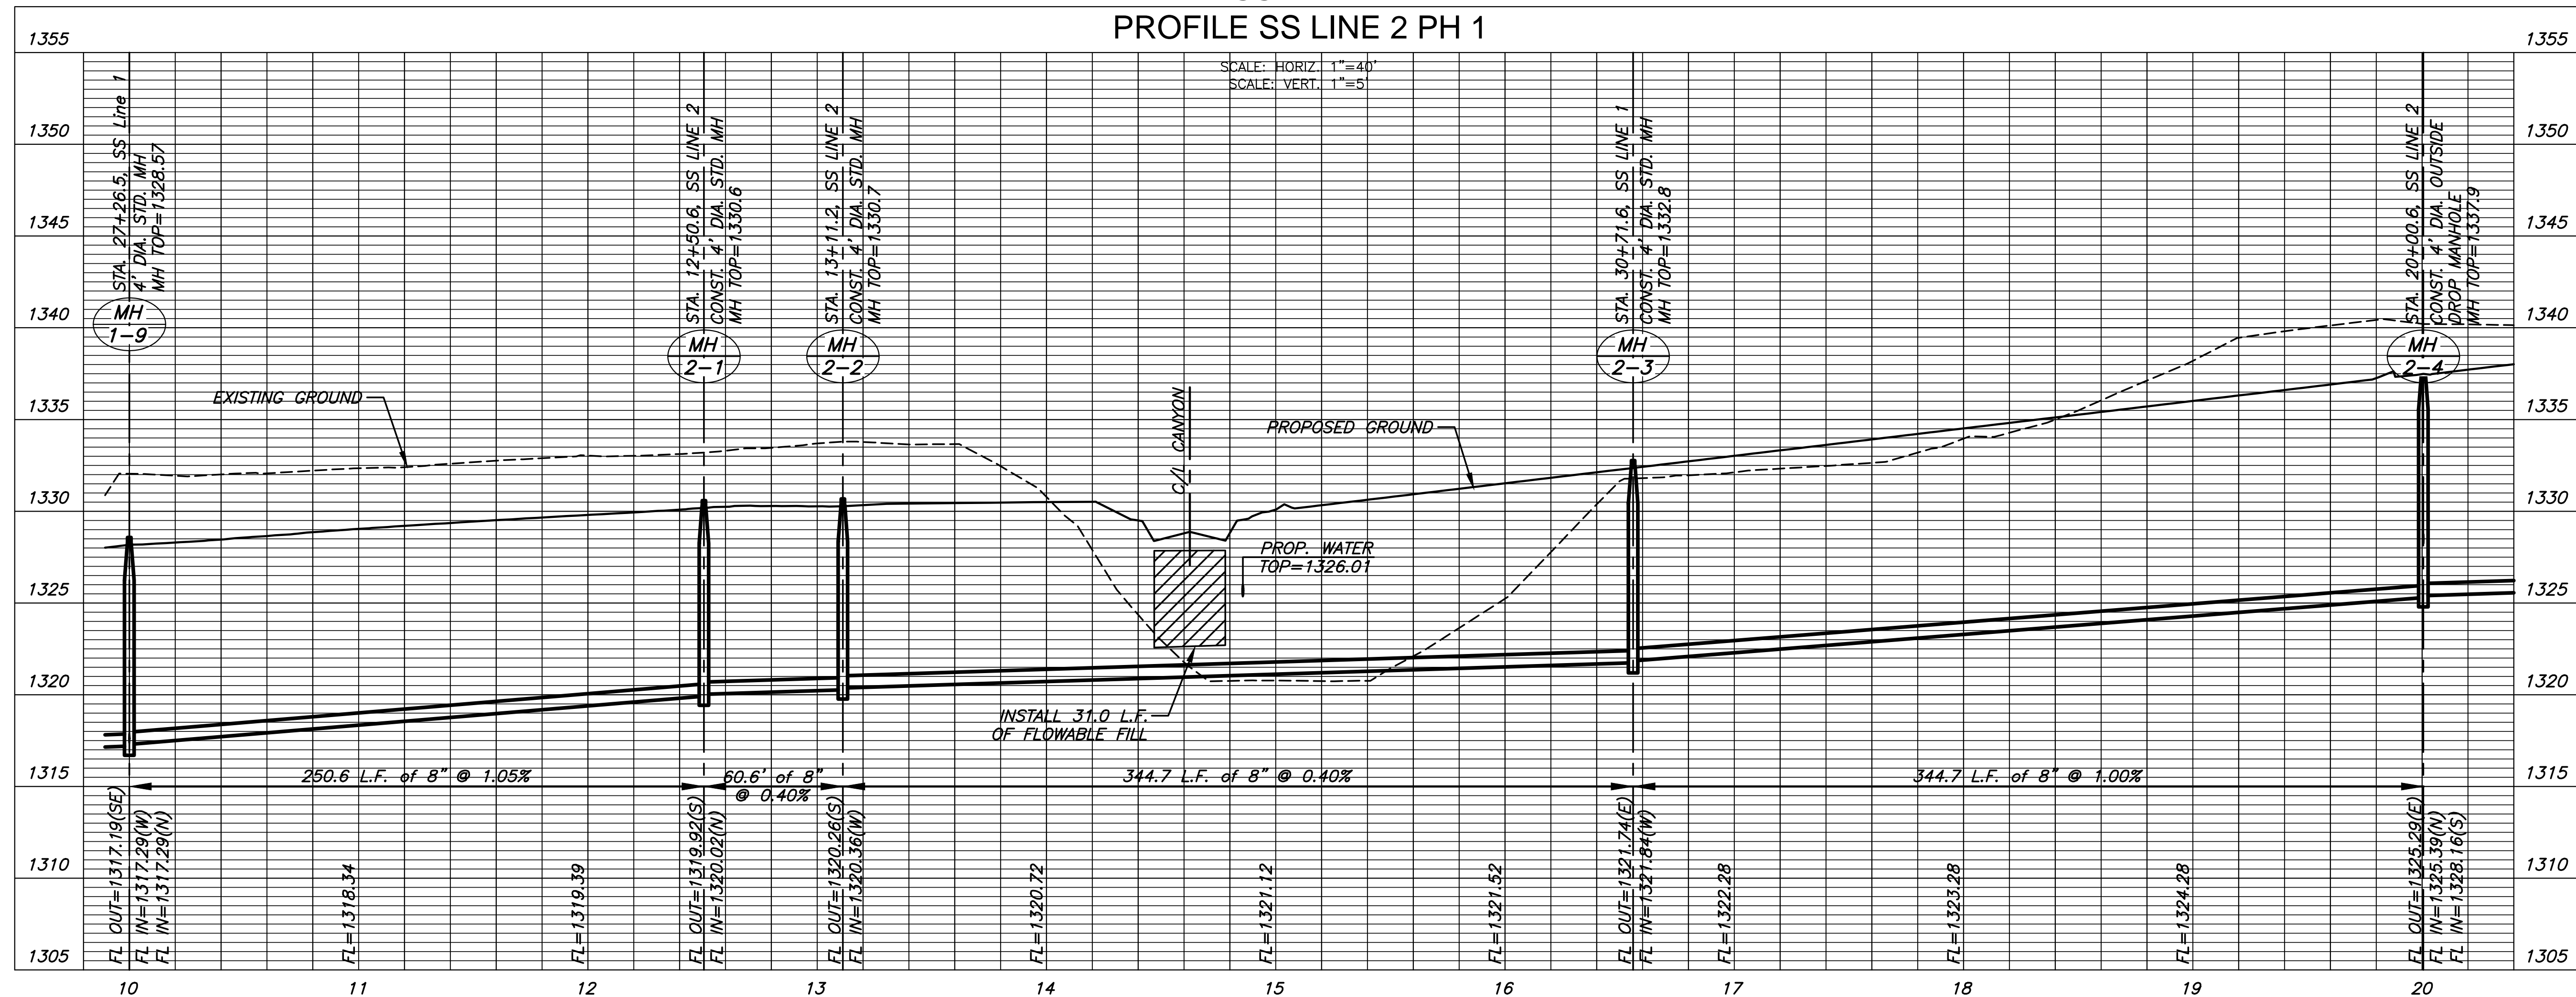 PROFILE SS LINE 2 PH 1
SCALE: HORIZ. 1"=40'
SCALE: VERT. 1"=5'
1355
1350
1345
1340
1335
1330
1325
1320
1315
1310
1305
1355
1350
1345
1340
1335
1330
1325
1320
1315
1310
1305
STA. 27+26.5, SS Line 1
4' DIA. STD. MH
MH TOP=1328.57
MH
1-9
STA. 12+50.6, SS LINE 2
CONST. 4' DIA. STD. MH
MH TOP=1330.6
MH
2-1
STA. 13+11.2, SS LINE 2
CONST. 4' DIA. STD. MH
MH TOP=1330.7
MH
2-2
STA. 30+71.6, SS LINE 1
CONST. 4' DIA. STD. MH
MH TOP=1332.8
MH
2-3
STA. 20+00.6, SS LINE 2
CONST. 4' DIA. OUTSIDE
DROP MANHOLE
MH TOP=1337.9
MH
2-4
EXISTING GROUND
C/L CANYON
PROPOSED GROUND
PROP. WATER
TOP=1326.01
INSTALL 31.0 L.F.
OF FLOWABLE FILL
250.6 L.F. of 8" @ 1.05%
60.6' of 8"
@ 0.40%
344.7 L.F. of 8" @ 0.40%
344.7 L.F. of 8" @ 1.00%
FL OUT=1317.19(SE)
FL IN=1317.29(W)
FL IN=1317.29(N)
FL=1318.34
FL=1319.39
FL OUT=1319.92(S)
FL IN=1320.02(N)
FL OUT=1320.26(S)
FL IN=1320.36(W)
FL=1320.72
FL=1321.12
FL=1321.52
FL OUT=1321.74(E)
FL IN=1321.84(W)
FL=1322.28
FL=1323.28
FL=1324.28
FL OUT=1325.29(E)
FL IN=1325.39(N)
FL IN=1328.16(S)
10 11 12 13 14 15 16 17 18 19 20